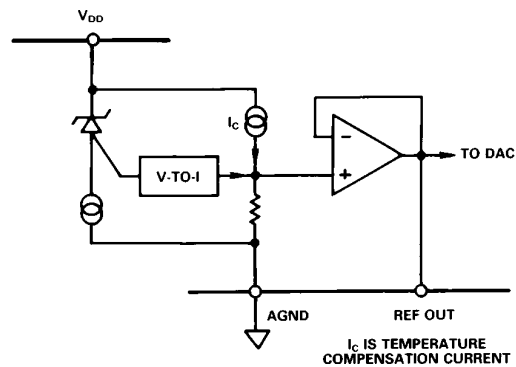 VDD
IC
V-TO-I
−
+
TO DAC
AGND
REF OUT
IC IS TEMPERATURE
COMPENSATION CURRENT